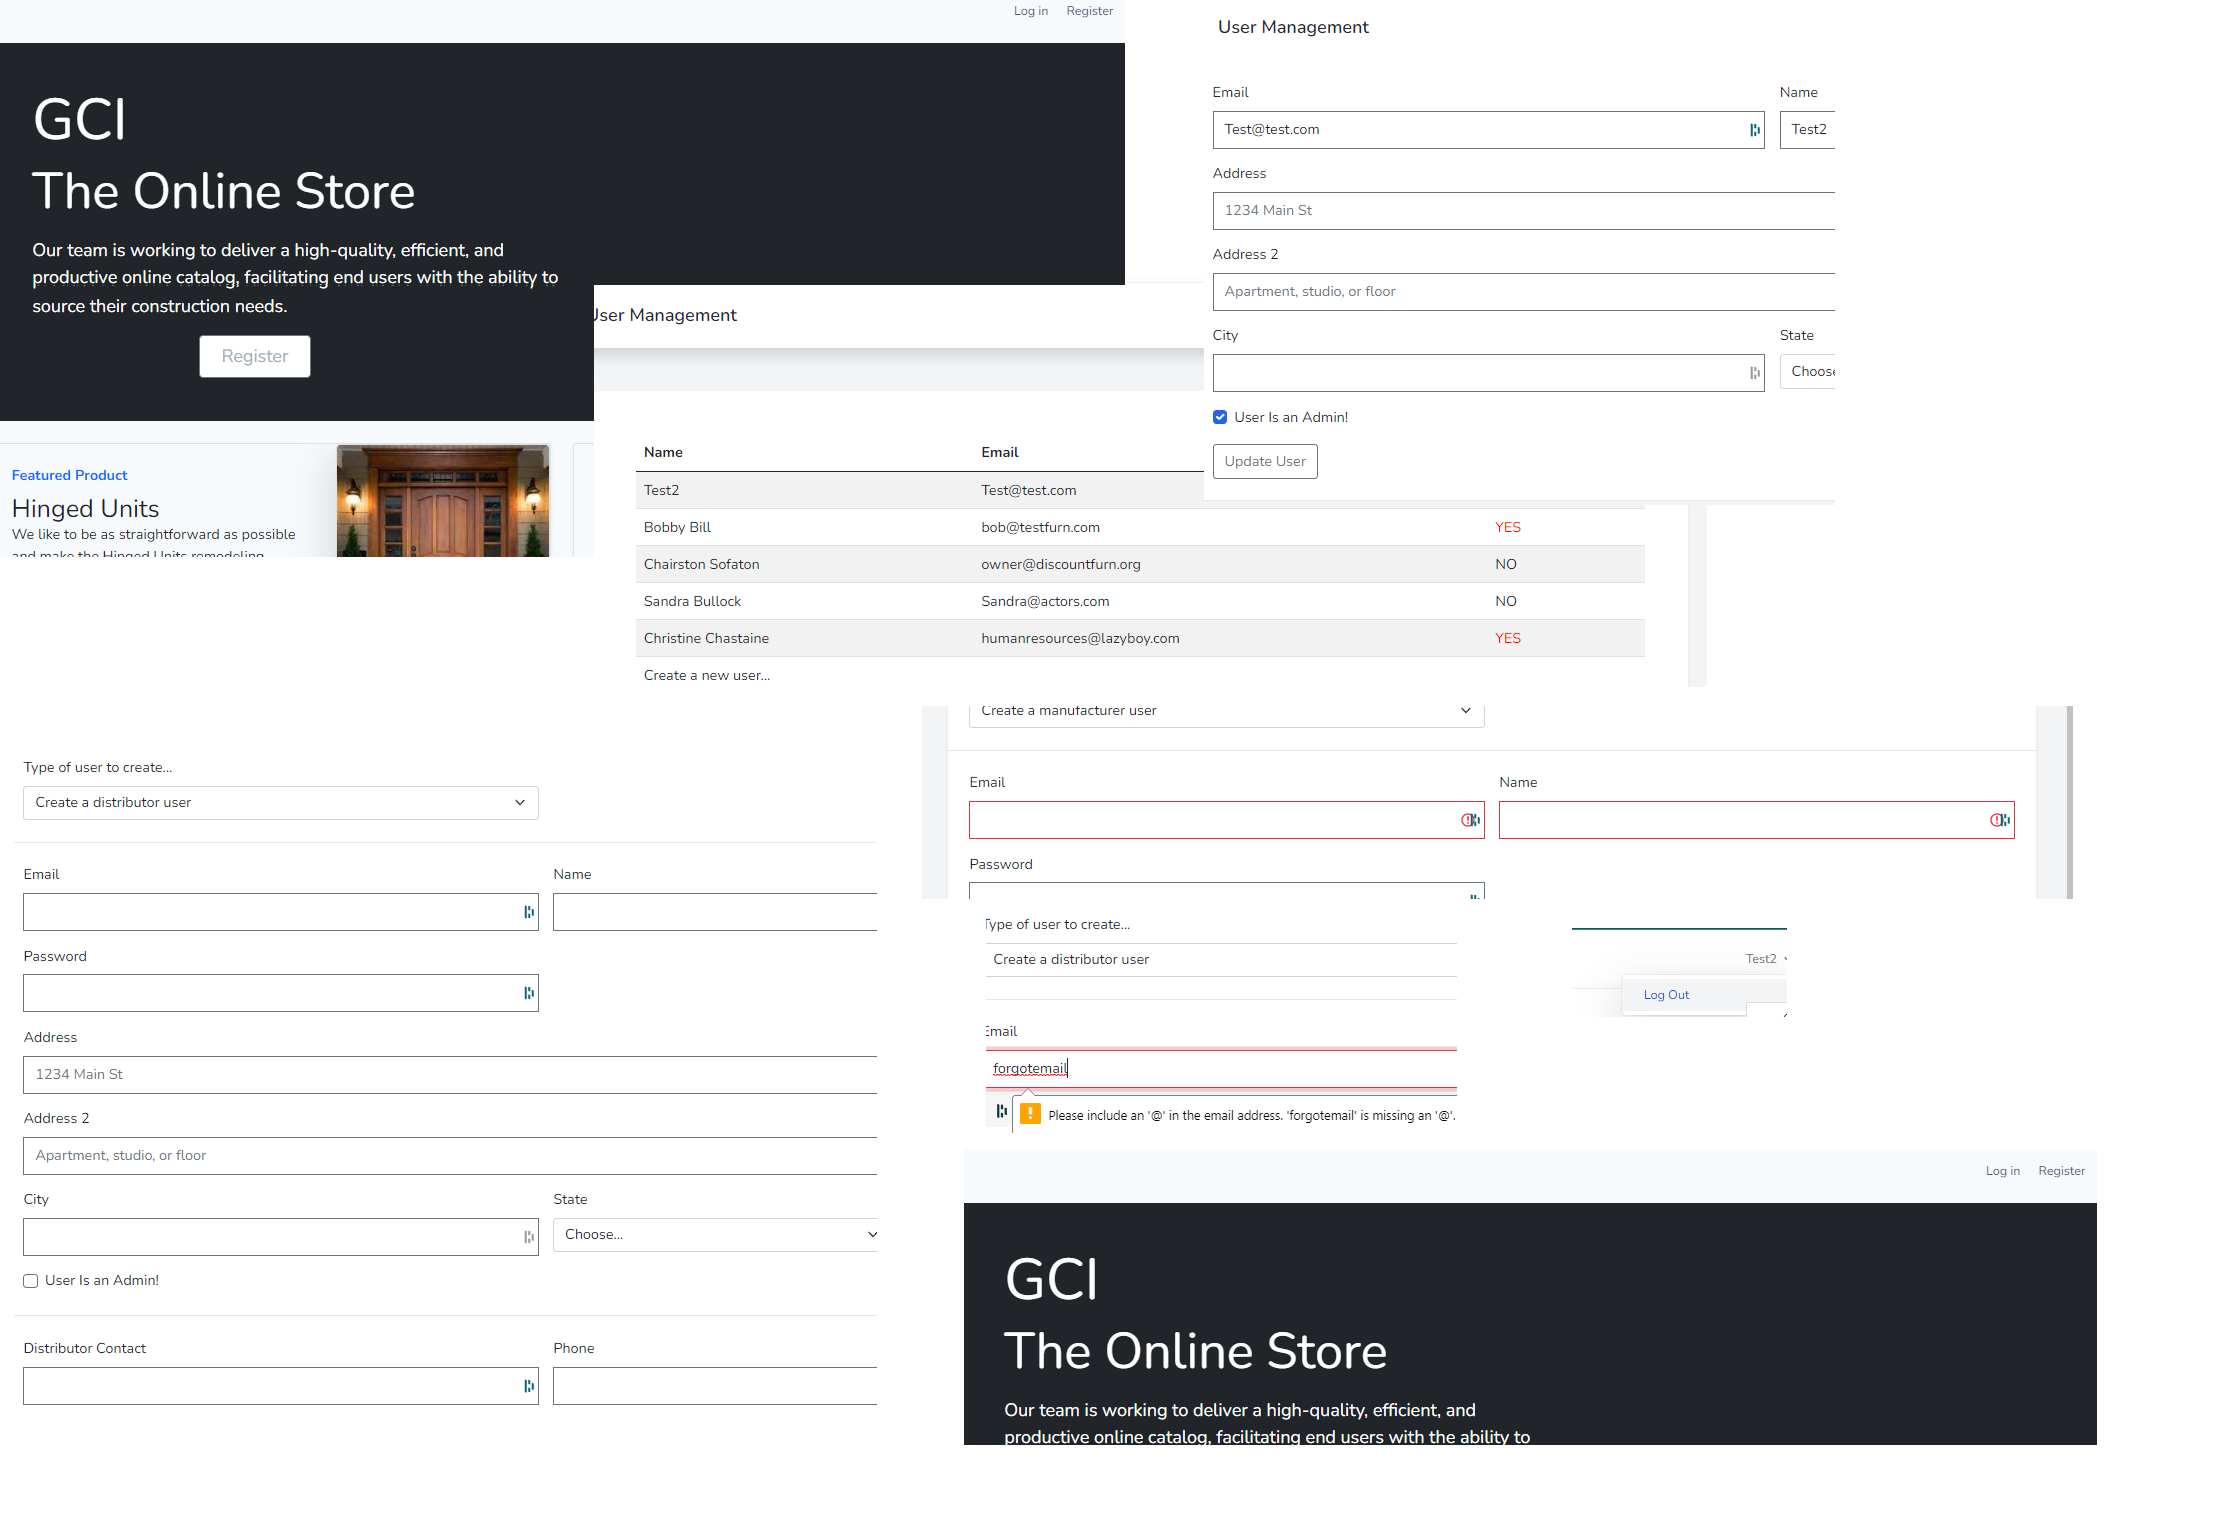 Log in Register
GCI
The Online Store
Our team is working to deliver a high-quality, efficient, and
productive online catalog, facilitating end users with the ability to
source their construction needs.
Register
Featured Product
Hinged Units
We like to be as straightforward as possible
and make the Hinged Units remodeling
User Management
Email Name
Test@test.com Test2
Address
1234 Main St
Address 2
Apartment, studio, or floor
City State
Choose
User Is an Admin!
Update User
User Management
Name Email
Test2 Test@test.com
Bobby Bill bob@testfurn.com YES
Chairston Sofaton owner@discountfurn.org NO
Sandra Bullock Sandra@actors.com NO
Christine Chastaine humanresources@lazyboy.com YES
Create a new user...
Type of user to create...
Create a distributor user
Email Name
Password
Address
1234 Main St
Address 2
Apartment, studio, or floor
City State
Choose...
User Is an Admin!
Distributor Contact Phone
Create a manufacturer user
Email Name
Password
Type of user to create...
Create a distributor user
Email
forgotemail
Please include an '@' in the email address. 'forgotemail' is missing an '@'.
Test2
Log Out
Log in Register
GCI
The Online Store
Our team is working to deliver a high-quality, efficient, and
productive online catalog, facilitating end users with the ability to